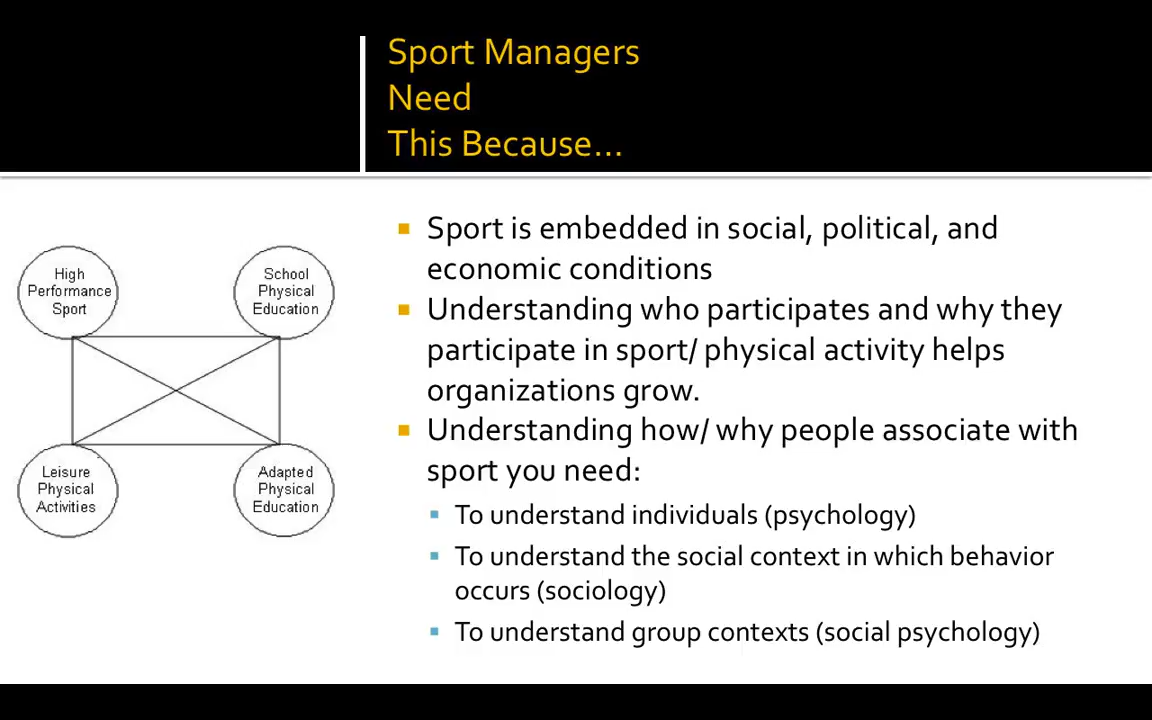 Sport Managers
Need
This Because...
High
Performance
Sport
School
Physical
Education
Leisure
Physical
Activities
Adapted
Physical
Education
Sport is embedded in social, political, and
economic conditions
Understanding who participates and why they
participate in sport/ physical activity helps
organizations grow.
Understanding how/ why people associate with
sport you need:
To understand individuals (psychology)
To understand the social context in which behavior
occurs (sociology)
To understand group contexts (social psychology)